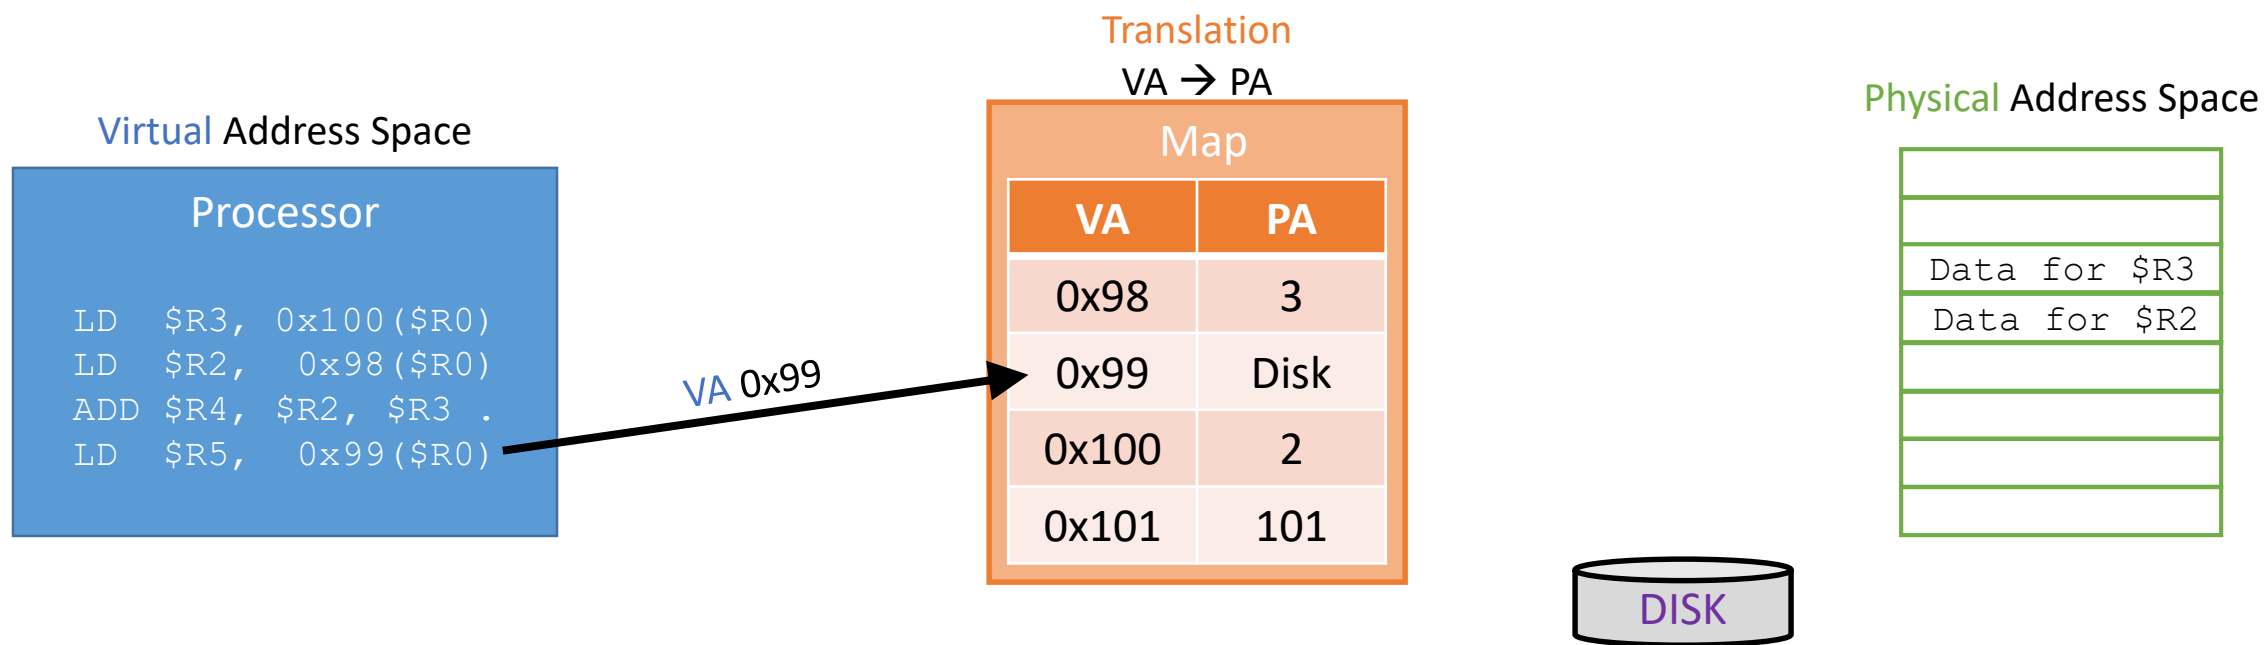 Translation
VA → PA
Virtual Address Space
Processor
LD $R3, 0x100($R0)
LD $R2, 0x98($R0)
ADD $R4, $R2, $R3 .
LD $R5, 0x99($R0)
VA 0x99
Map
VA PA
0x98 3
0x99 Disk
0x100 2
0x101 101
Physical Address Space
Data for $R3
Data for $R2
DISK